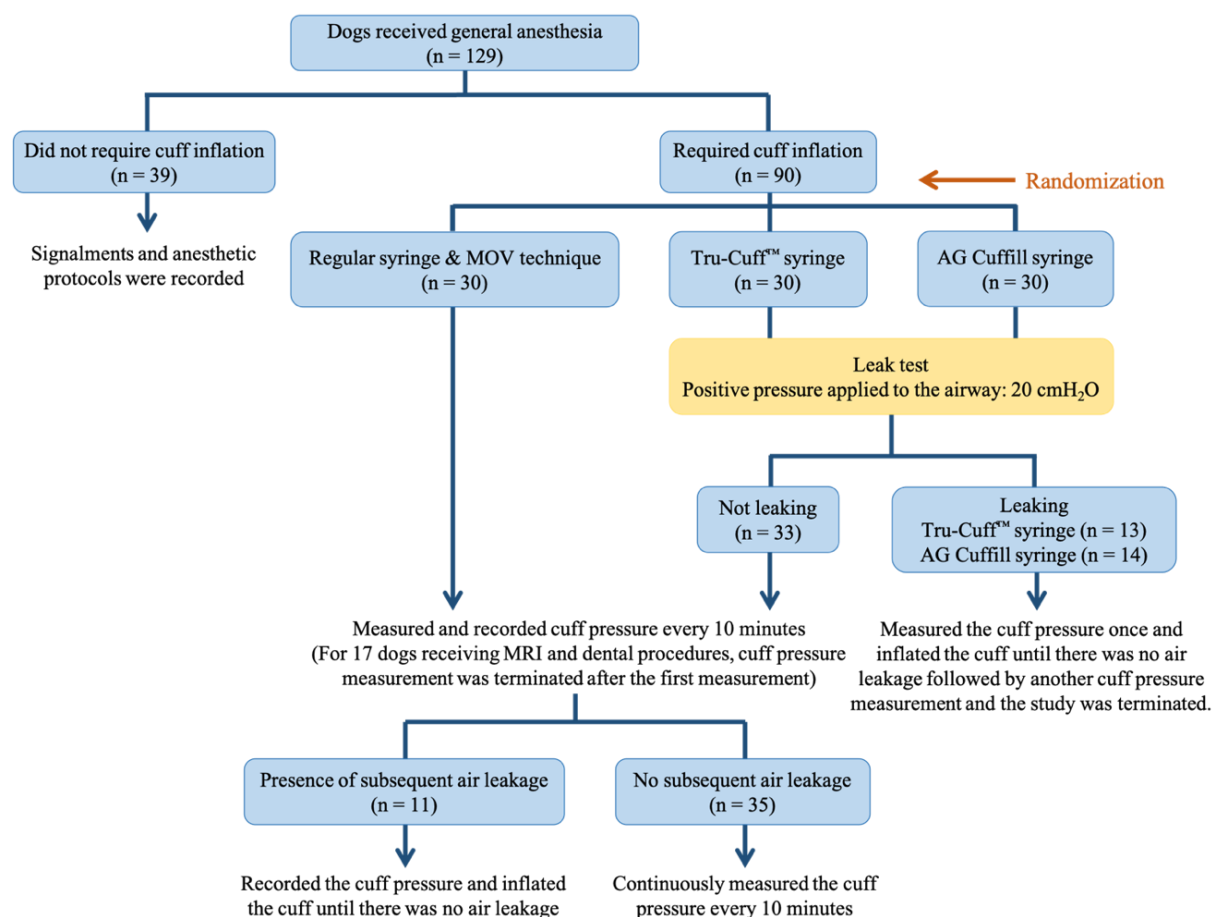 Dogs received general anesthesia
(n = 129)
Did not require cuff inflation
(n = 39)
Required cuff inflation
(n = 90)
Randomization
Signalments and anesthetic
protocols were recorded
Regular syringe & MOV technique
(n = 30)
Tru-Cuff™ syringe
(n = 30)
AG Cuffill syringe
(n = 30)
Leak test
Positive pressure applied to the airway: 20 cmH₂O
Not leaking
(n = 33)
Leaking
Tru-Cuff™ syringe (n = 13)
AG Cuffill syringe (n = 14)
Measured and recorded cuff pressure every 10 minutes
(For 17 dogs receiving MRI and dental procedures, cuff pressure
measurement was terminated after the first measurement)
Measured the cuff pressure once and
inflated the cuff until there was no air
leakage followed by another cuff pressure
measurement and the study was terminated.
Presence of subsequent air leakage
(n = 11)
No subsequent air leakage
(n = 35)
Recorded the cuff pressure and inflated
the cuff until there was no air leakage
Continuously measured the cuff
pressure every 10 minutes